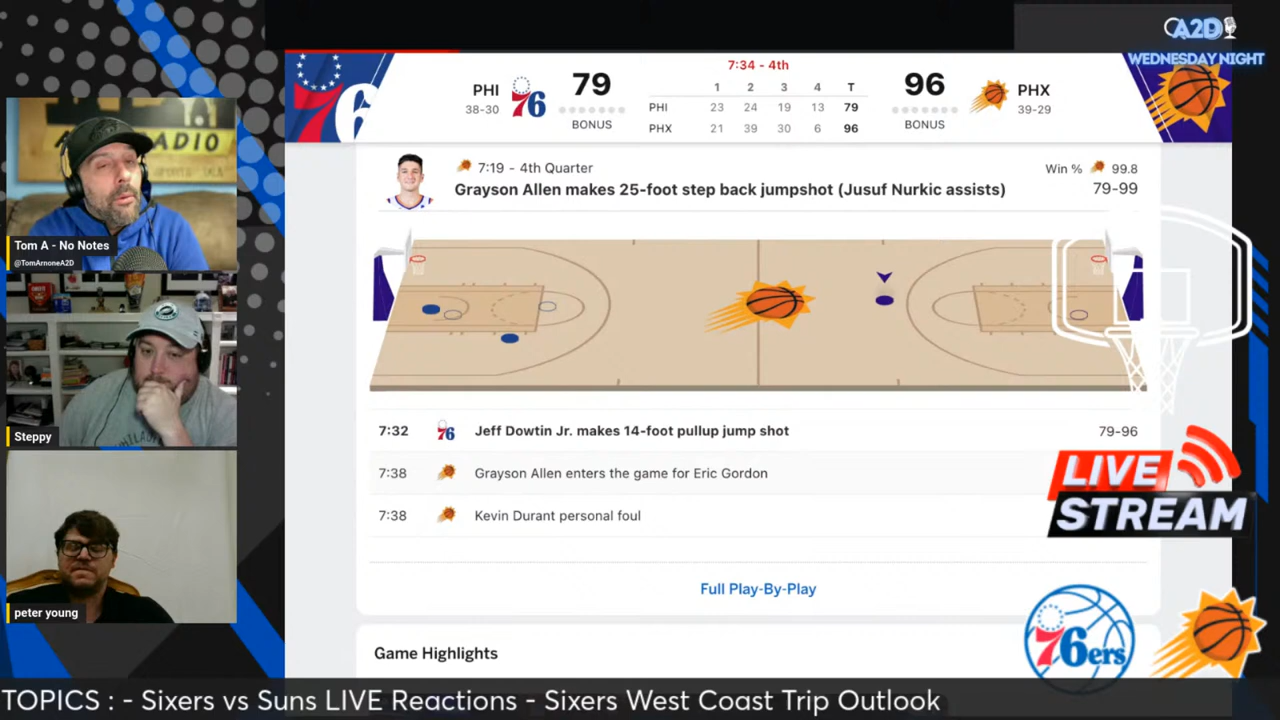 A2D
WEDNESDAY NIGHT
7:34 - 4th
PHI
38-30
76
79
BONUS
1 2 3 4 T
PHI 23 24 19 13 79
PHX 21 39 30 6 96
96
BONUS
PHX
39-29
76
ADIO
Tom A - No Notes
@TomArnoneA2D
Steppy
peter young
7:19 - 4th Quarter
Grayson Allen makes 25-foot step back jumpshot (Jusuf Nurkic assists)
Win % 99.8
79-99
7:32 76 Jeff Dowtin Jr. makes 14-foot pullup jump shot 79-96
7:38 Grayson Allen enters the game for Eric Gordon
7:38 Kevin Durant personal foul
LIVE
STREAM
Full Play-By-Play
76ers
Game Highlights
TOPICS : - Sixers vs Suns LIVE Reactions - Sixers West Coast Trip Outlook